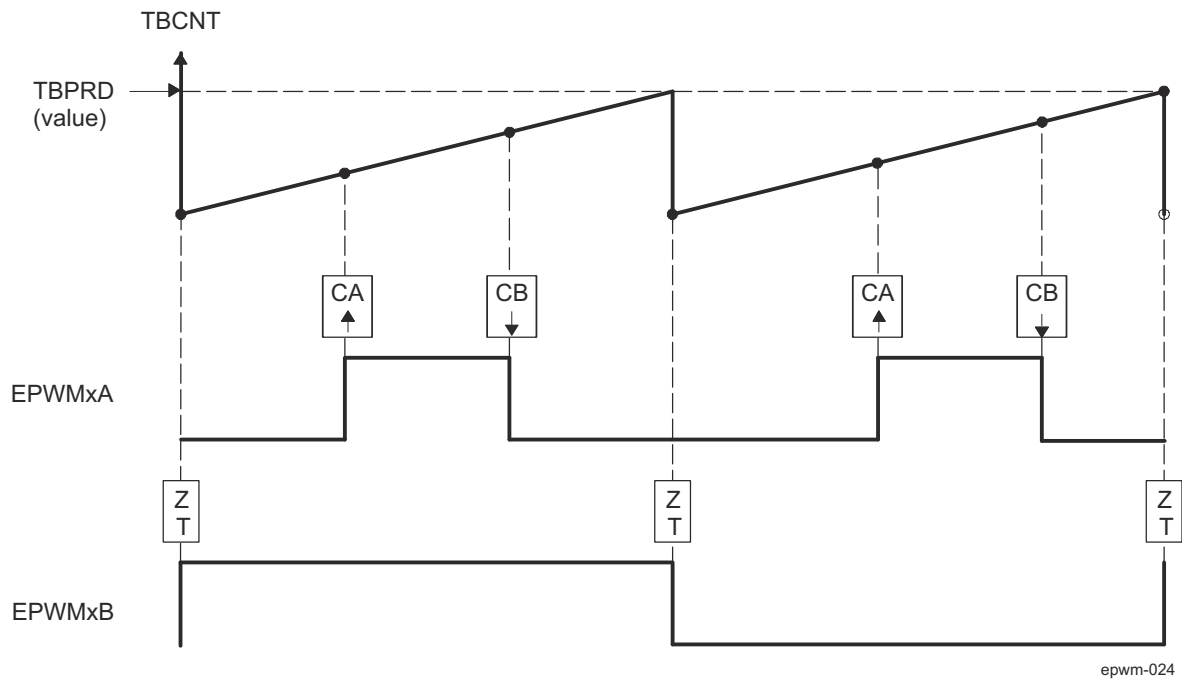 TBCNT
TBPRD
(value)
CA
CB
CA
CB
EPWMxA
Z
T
Z
T
Z
T
EPWMxB
epwm-024